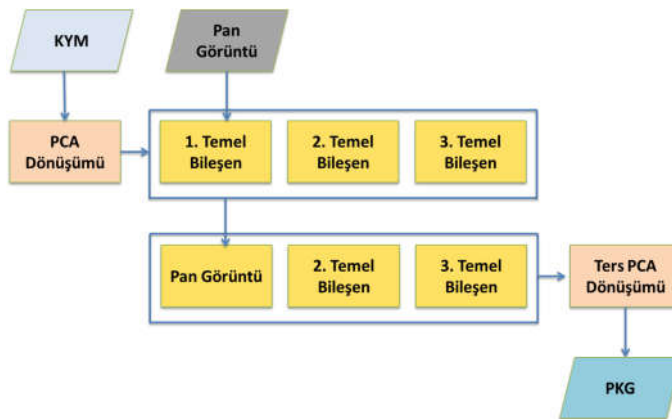 KYM
Pan
Görüntü
PCA
Dönüşümü
1. Temel
Bileşen
2. Temel
Bileşen
3. Temel
Bileşen
Pan Görüntü
2. Temel
Bileşen
3. Temel
Bileşen
Ters PCA
Dönüşümü
PKG